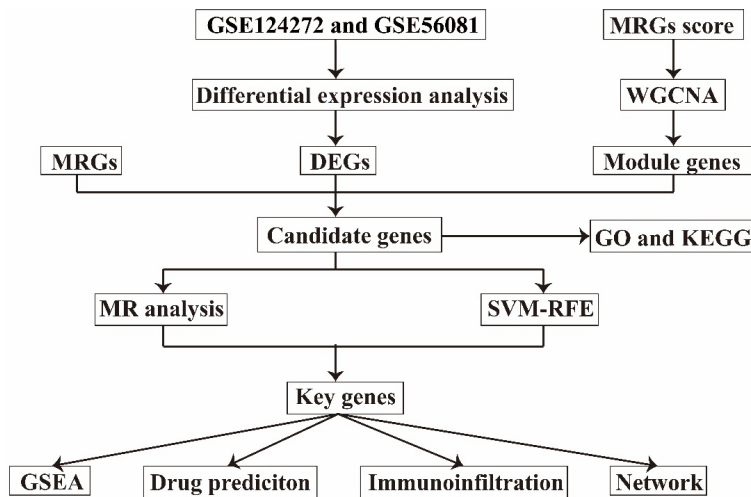 GSE124272 and GSE56081
MRGs score
Differential expression analysis
WGCNA
MRGs
DEGs
Module genes
Candidate genes
GO and KEGG
MR analysis
SVM-RFE
Key genes
GSEA
Drug prediciton
Immunoinfiltration
Network